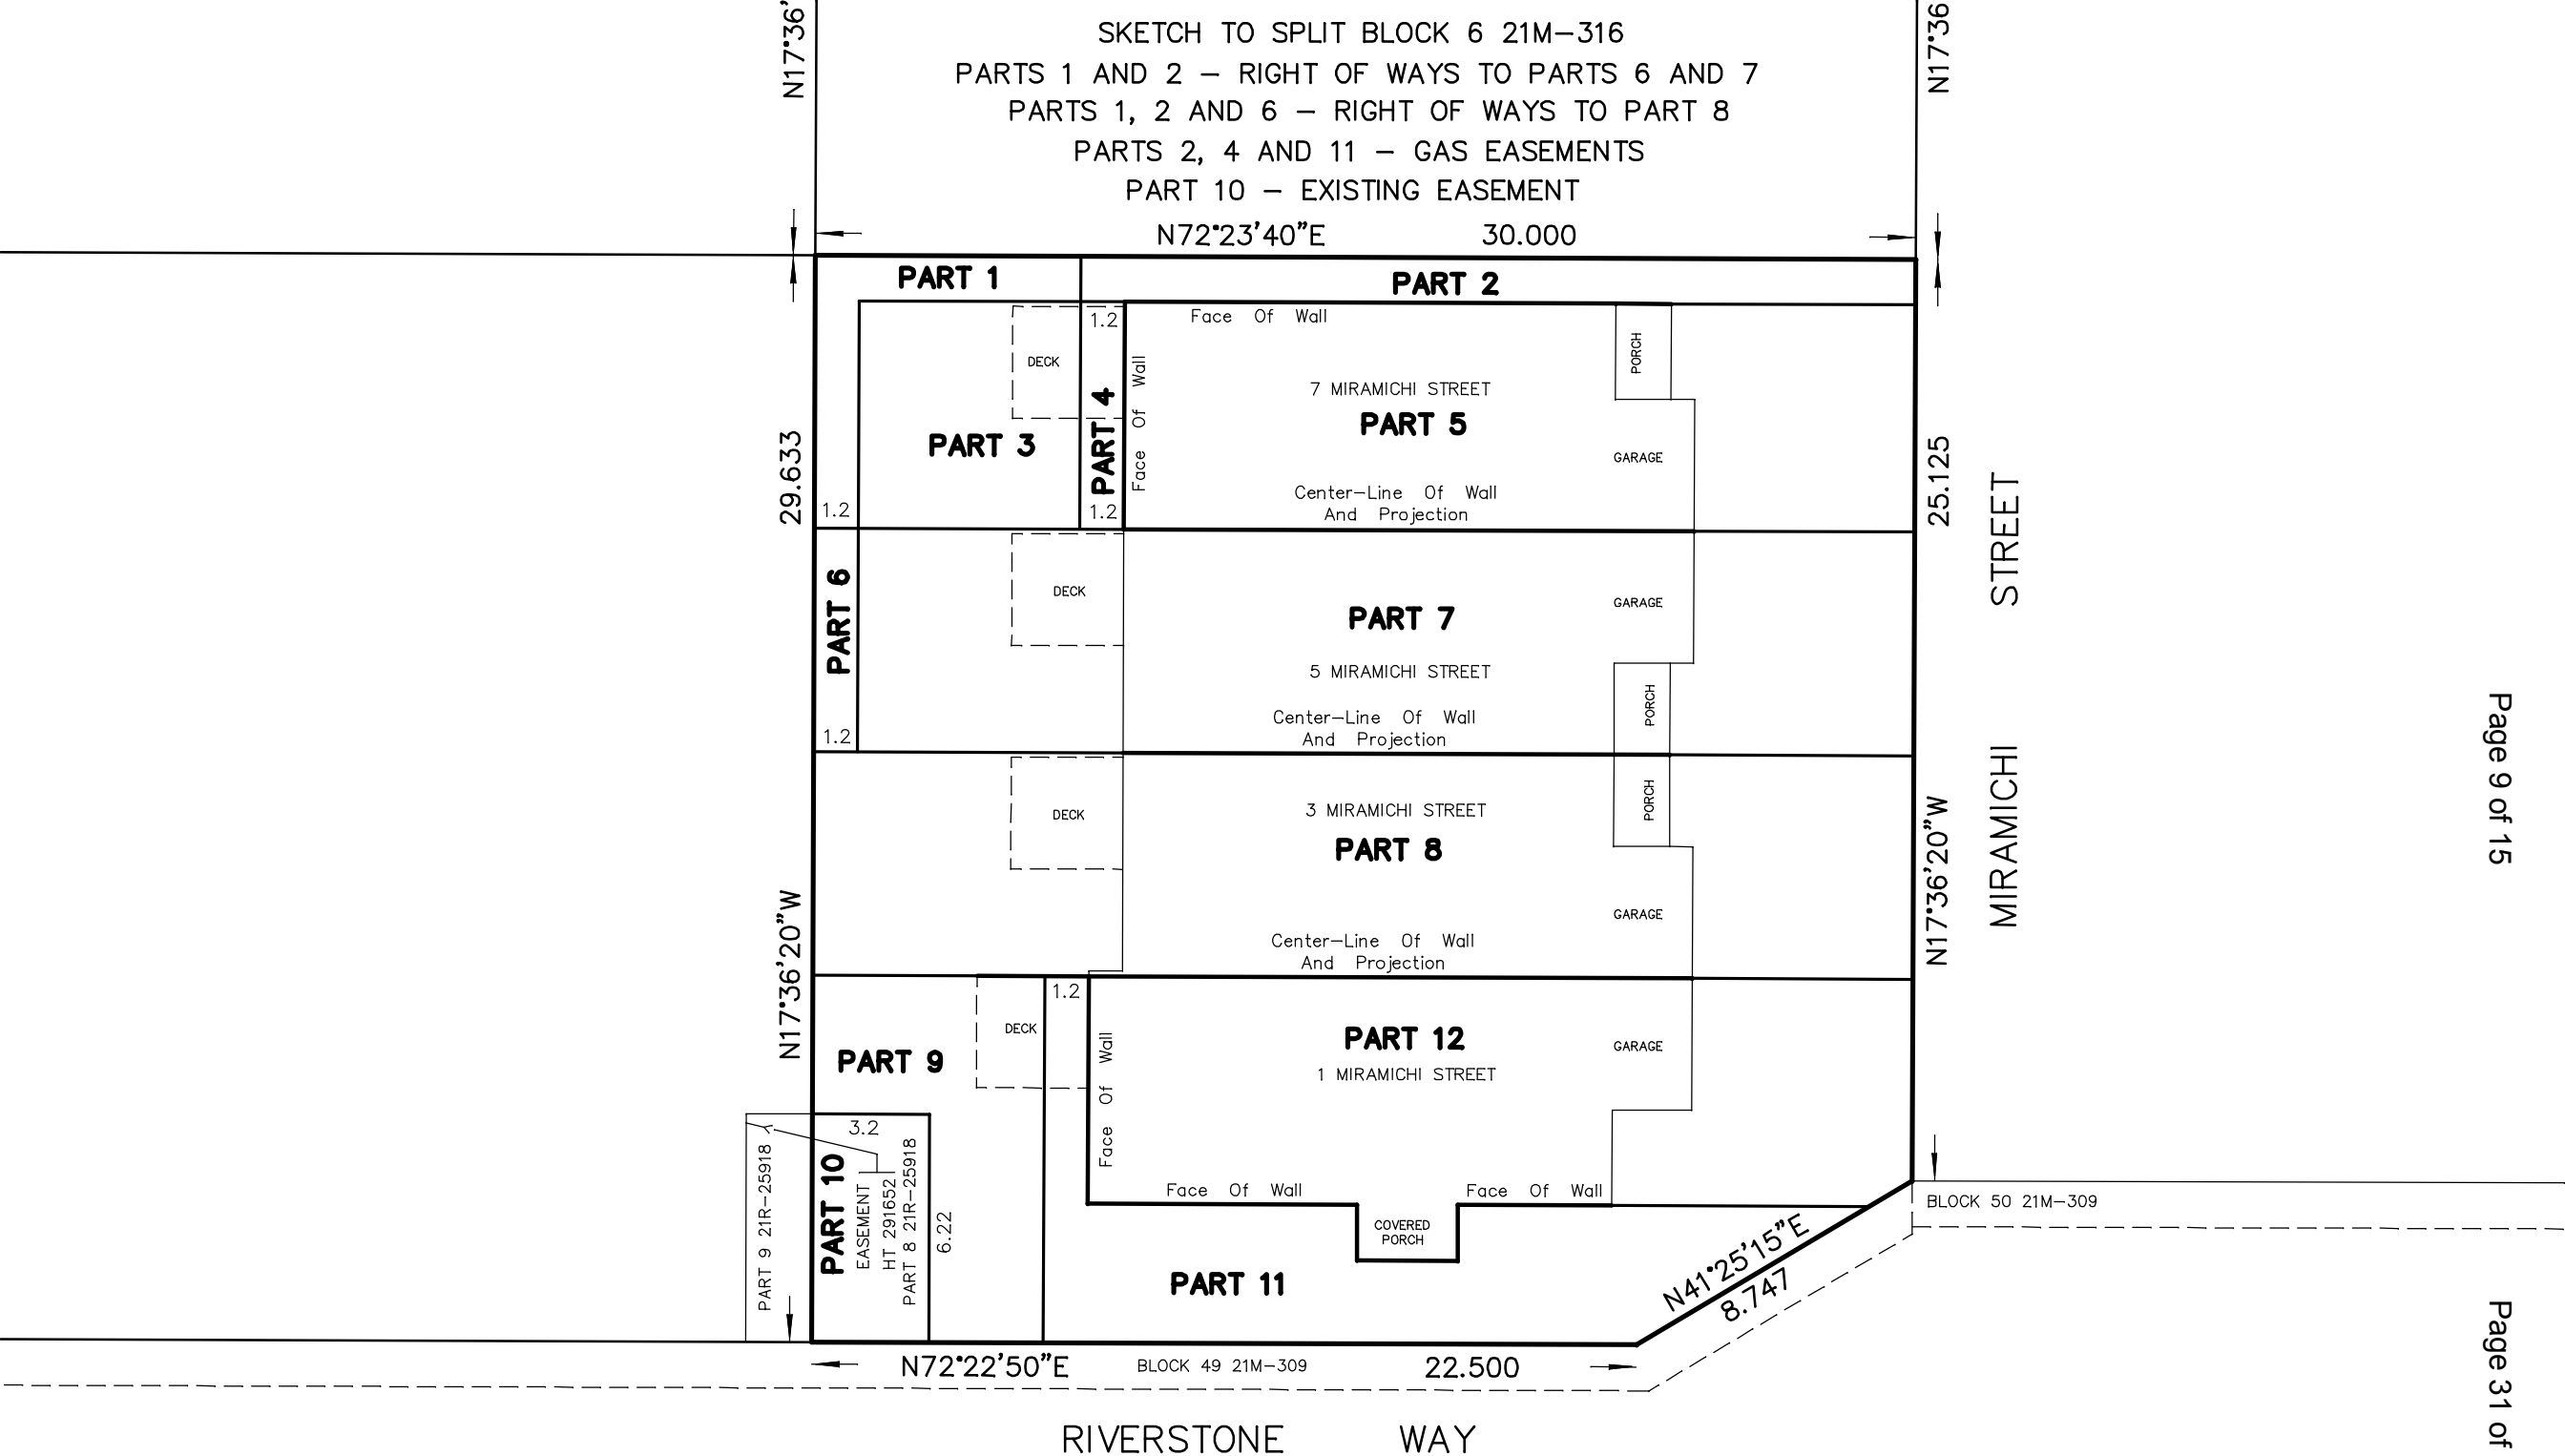 N17°36'
SKETCH TO SPLIT BLOCK 6 21M-316
N17°36
PARTS 1 AND 2 - RIGHT OF WAYS TO PARTS 6 AND 7
PARTS 1, 2 AND 6 - RIGHT OF WAYS TO PART 8
PARTS 2, 4 AND 11 - GAS EASEMENTS
PART 10 - EXISTING EASEMENT
N72°23'40"E 30.000
PART 1
PART 2
1.2
Face Of Wall
DECK
PORCH
Face Of Wall
7 MIRAMICHI STREET
PART 4
PART 5
PART 3
GARAGE
29.633
25.125
Center-Line Of Wall
And Projection
1.2
1.2
STREET
PART 6
DECK
GARAGE
PART 7
5 MIRAMICHI STREET
PORCH
Center-Line Of Wall
And Projection
1.2
Page 9 of 15
MIRAMICHI
3 MIRAMICHI STREET
DECK
PORCH
PART 8
N17°36'20"W
GARAGE
N17°36'20"W
Center-Line Of Wall
And Projection
1.2
DECK
PART 12
GARAGE
PART 9
1 MIRAMICHI STREET
Face Of Wall
3.2
PART 9 21R-25918
PART 10
EASEMENT
HT 291652
PART 8 21R-25918
6.22
Face Of Wall
Face Of Wall
BLOCK 50 21M-309
COVERED
PORCH
PART 11
N41°25'15"E
8.747
N72°22'50"E
BLOCK 49 21M-309
22.500
Page 31 of
RIVERSTONE WAY